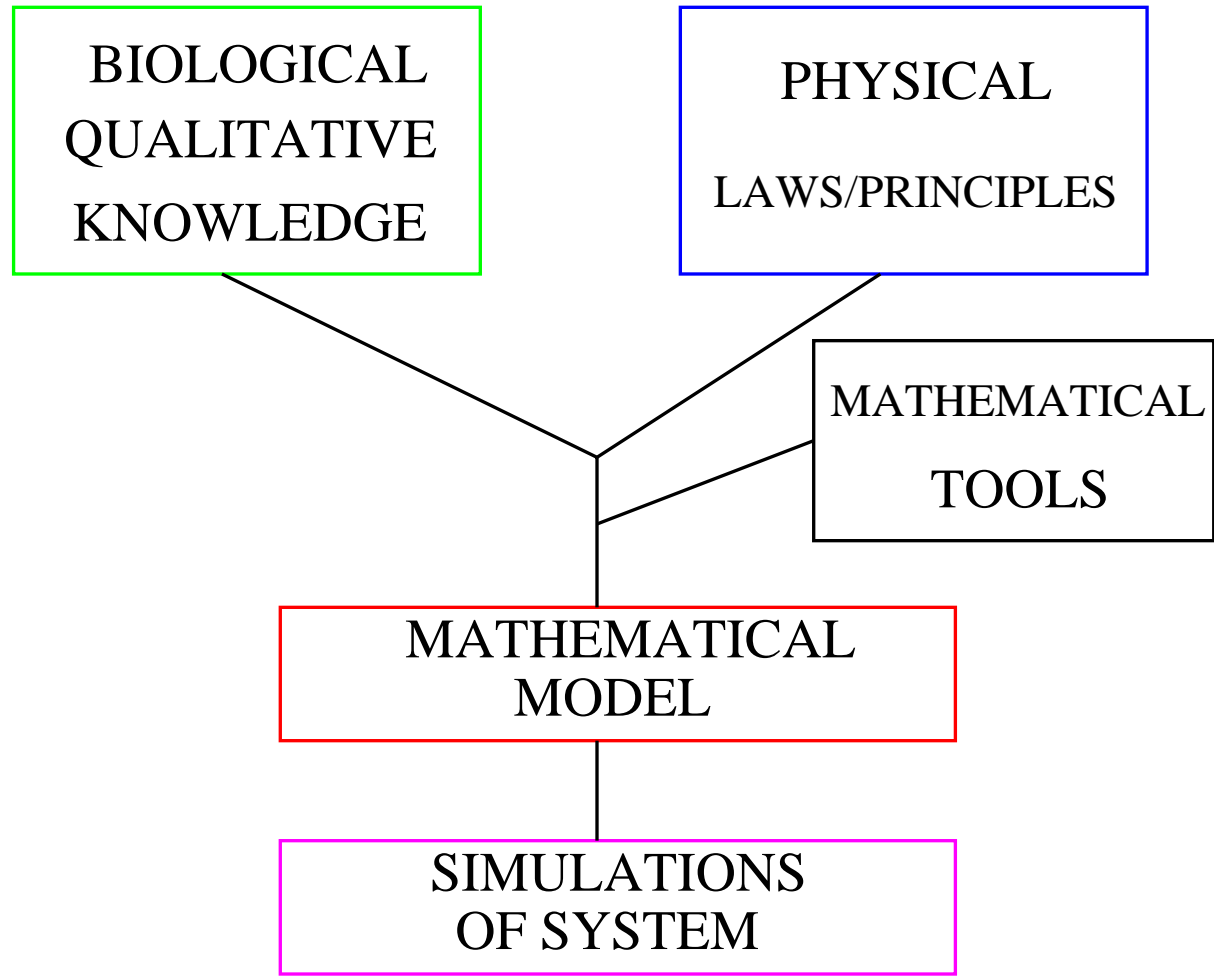 BIOLOGICAL
QUALITATIVE
KNOWLEDGE
PHYSICAL
LAWS/PRINCIPLES
MATHEMATICAL
TOOLS
MATHEMATICAL
MODEL
SIMULATIONS
OF SYSTEM